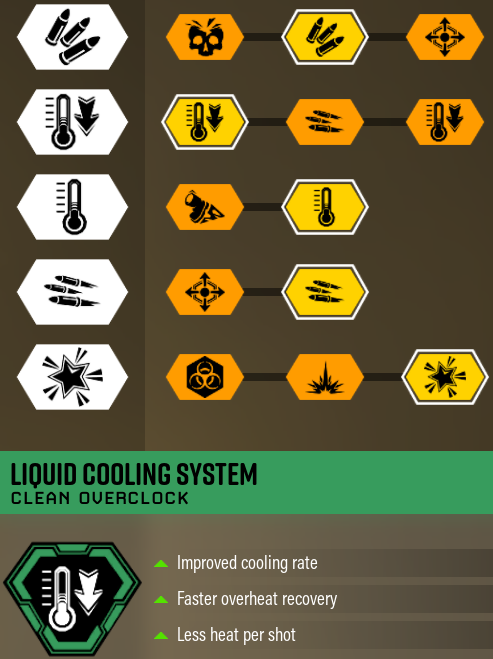 LIQUID COOLING SYSTEM
CLEAN OVERCLOCK
Improved cooling rate
Faster overheat recovery
Less heat per shot